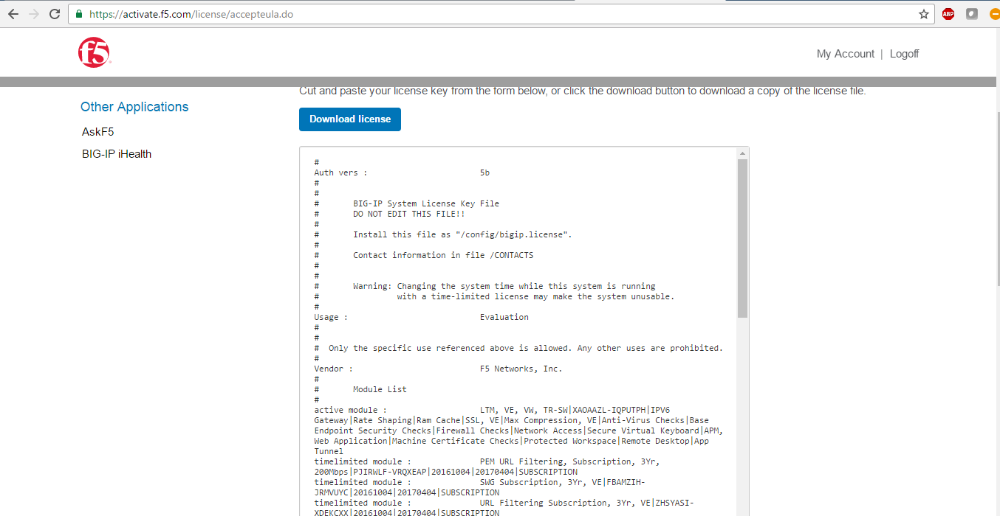 https://activate.f5.com/license/accepteula.do
ABP
f5
My Account | Logoff
Cut and paste your license key from the form below, or click the download button to download a copy of the license file.
Other Applications
Download license
AskF5
BIG-IP iHealth
#
Auth vers : 5b
#
#
# BIG-IP System License Key File
# DO NOT EDIT THIS FILE!!
#
# Install this file as "/config/bigip.license".
#
# Contact information in file /CONTACTS
#
#
# Warning: Changing the system time while this system is running
# with a time-limited license may make the system unusable.
#
Usage : Evaluation
#
#
# Only the specific use referenced above is allowed. Any other uses are prohibited.
#
Vendor : F5 Networks, Inc.
#
# Module List
#
active module : LTM, VE, VW, TR-SW|XAOAAZL-IQPUTPH|IPV6
Gateway|Rate Shaping|Ram Cache|SSL, VE|Max Compression, VE|Anti-Virus Checks|Base
Endpoint Security Checks|Firewall Checks|Network Access|Secure Virtual Keyboard|APM,
Web Application|Machine Certificate Checks|Protected Workspace|Remote Desktop|App
Tunnel
timelimited module : PEM URL Filtering, Subscription, 3Yr,
200Mbps|PJIRWLF-VRQXEAP|20161004|20170404|SUBSCRIPTION
timelimited module : SWG Subscription, 3Yr, VE|FBAMZIH-
JRMVUYC|20161004|20170404|SUBSCRIPTION
timelimited module : URL Filtering Subscription, 3Yr, VE|ZHSYASI-
XDEKCXX|20161004|20170404|SUBSCRIPTION